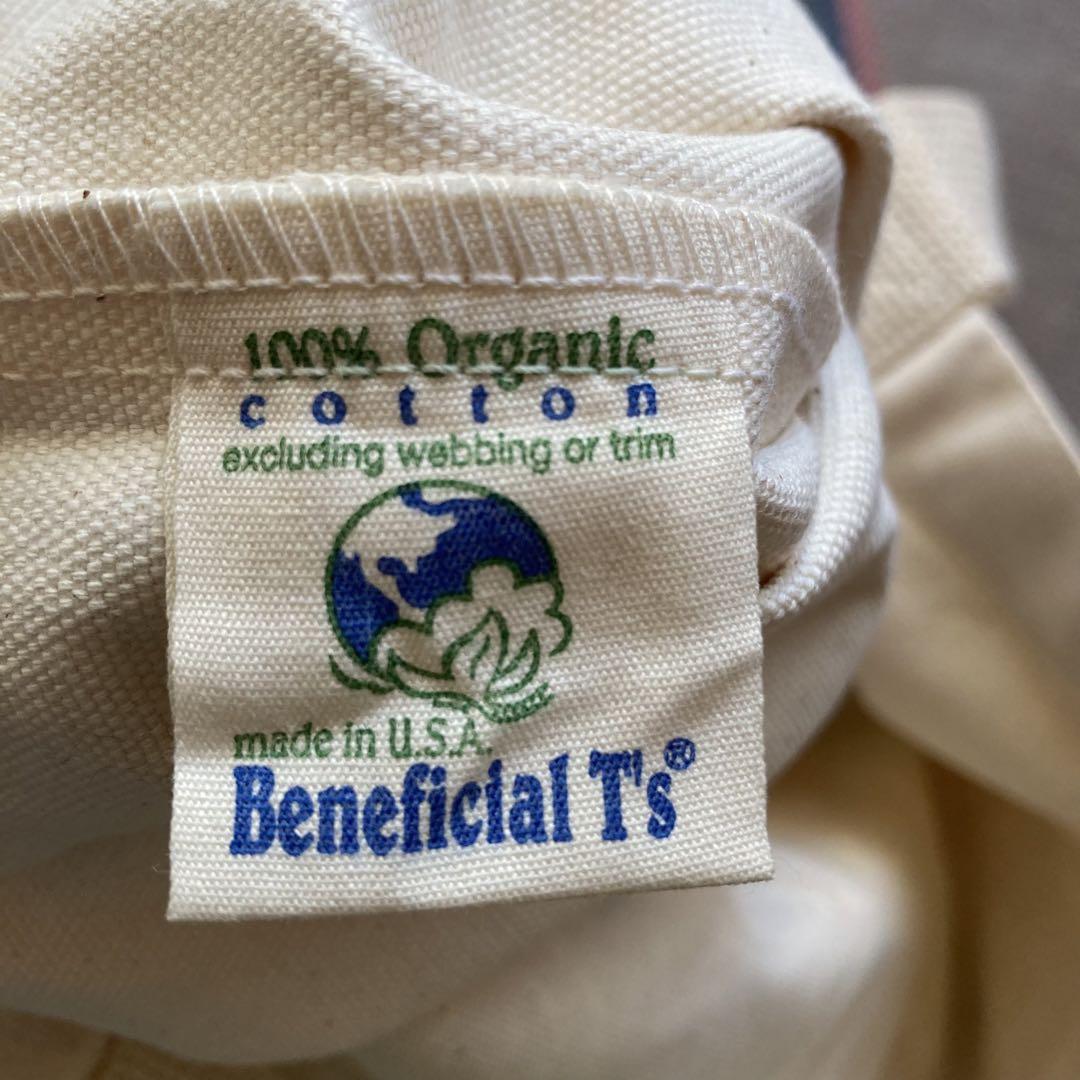 100% Organic
cotton
excluding webbing or trim
made in U.S.A.
Beneficial T's®